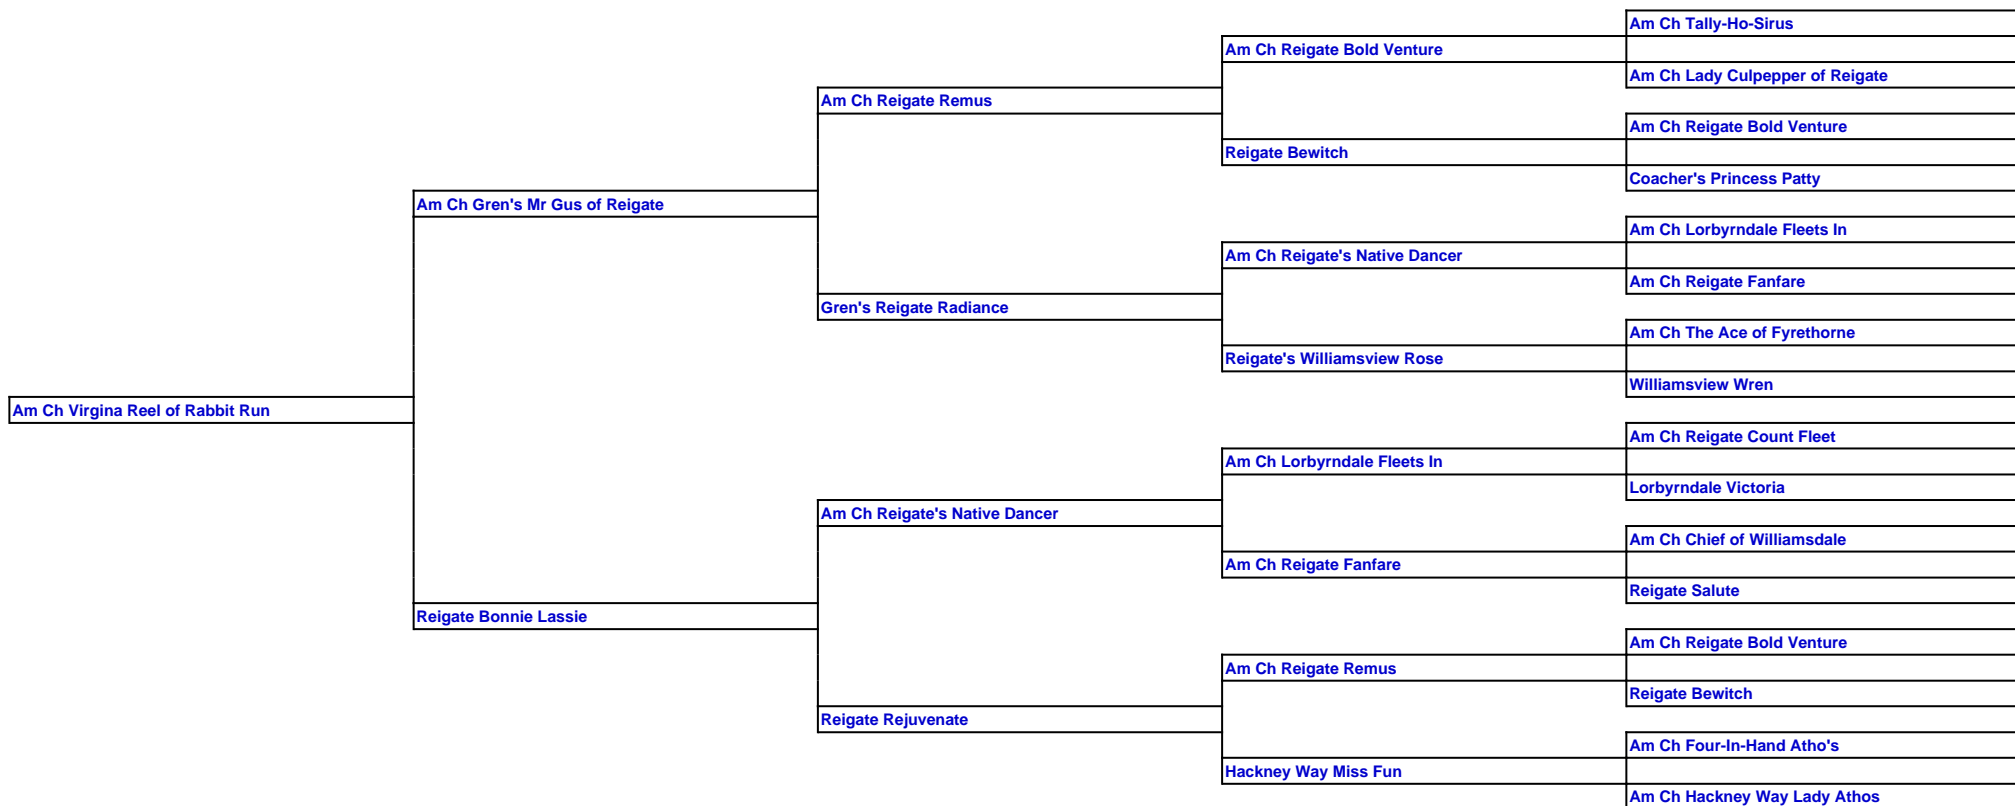 Am Ch Tally-Ho-Sirus
Am Ch Reigate Bold Venture
Am Ch Lady Culpepper of Reigate
Am Ch Reigate Remus
Am Ch Reigate Bold Venture
Reigate Bewitch
Coacher's Princess Patty
Am Ch Gren's Mr Gus of Reigate
Am Ch Lorbyrndale Fleets In
Am Ch Reigate's Native Dancer
Am Ch Reigate Fanfare
Gren's Reigate Radiance
Am Ch The Ace of Fyrethorne
Reigate's Williamsview Rose
Williamsview Wren
Am Ch Virgina Reel of Rabbit Run
Am Ch Reigate Count Fleet
Am Ch Lorbyrndale Fleets In
Lorbyrndale Victoria
Am Ch Reigate's Native Dancer
Am Ch Chief of Williamsdale
Am Ch Reigate Fanfare
Reigate Salute
Reigate Bonnie Lassie
Am Ch Reigate Bold Venture
Am Ch Reigate Remus
Reigate Bewitch
Reigate Rejuvenate
Am Ch Four-In-Hand Atho's
Hackney Way Miss Fun
Am Ch Hackney Way Lady Athos